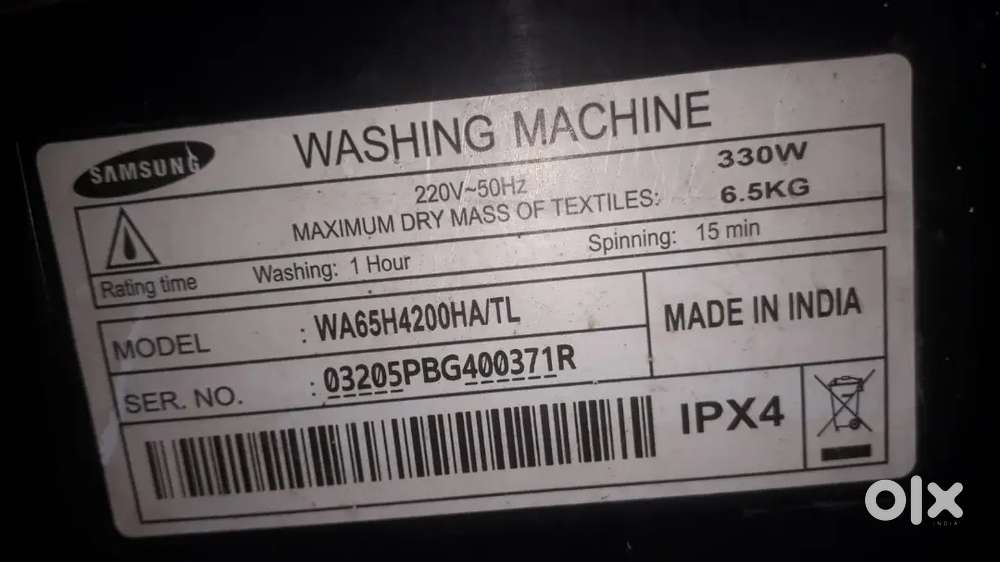 SAMSUNG
WASHING MACHINE
220V~50Hz 330W
MAXIMUM DRY MASS OF TEXTILES: 6.5KG
Rating time Washing: 1 Hour Spinning: 15 min
MODEL : WA65H4200HA/TL
MADE IN INDIA
SER. NO. : 03205PBG400371R
IPX4
olx
INDIA